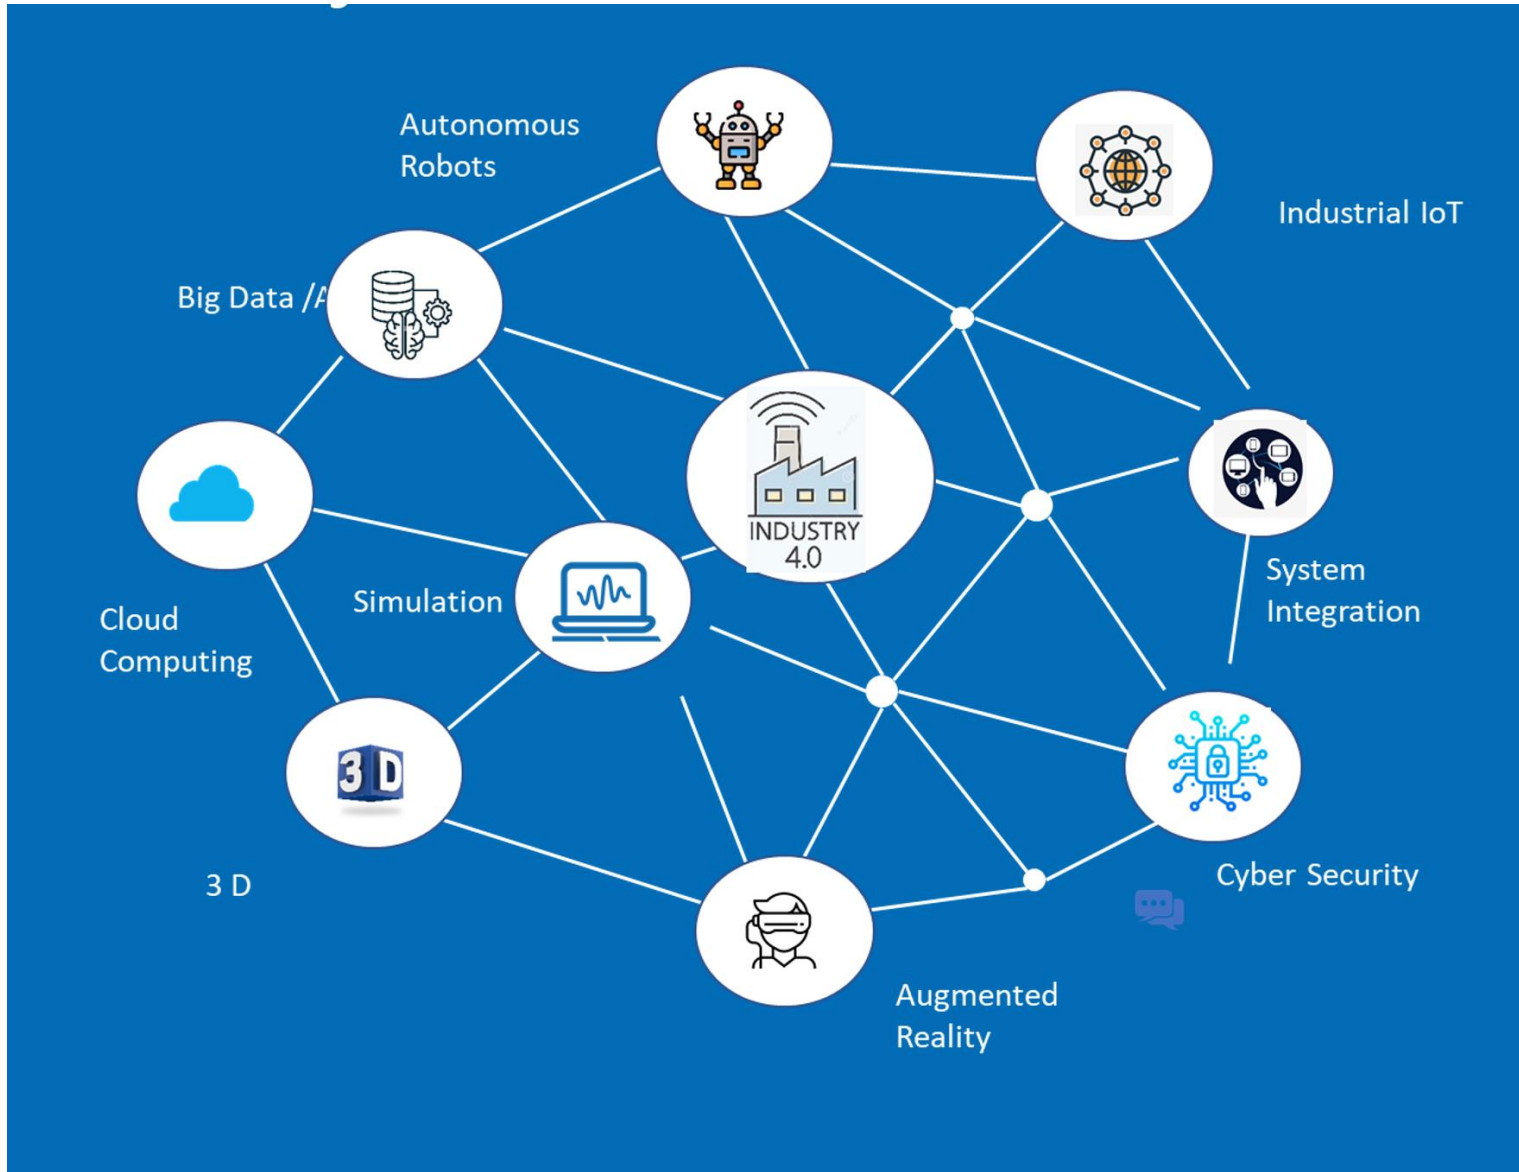 Autonomous
Robots
Industrial IoT
Big Data /A
INDUSTRY
4.0
System
Integration
Simulation
Cloud
Computing
3D
3 D
Cyber Security
Augmented
Reality